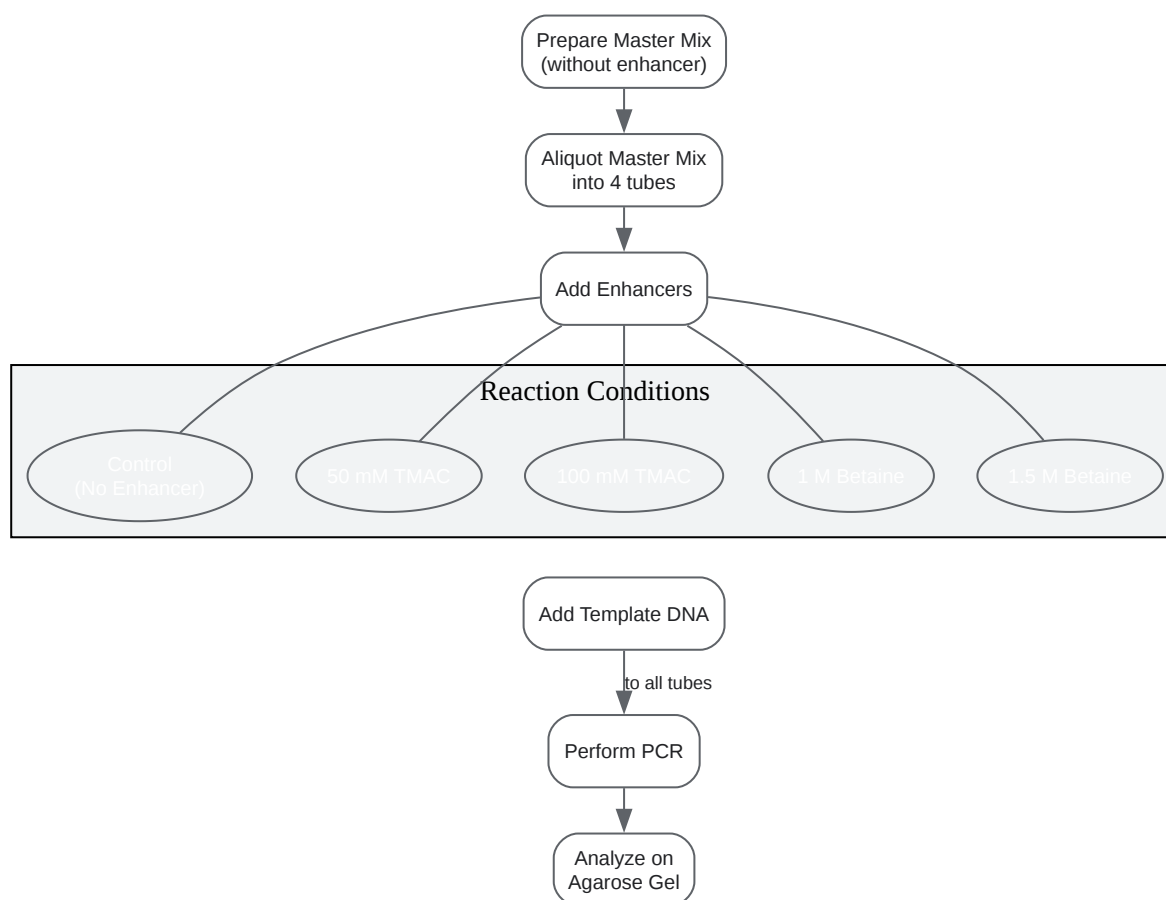 Prepare Master Mix
(without enhancer)
Aliquot Master Mix
into 4 tubes
Add Enhancers
Reaction Conditions
Control
(No Enhancer)
50 mM TMAC
100 mM TMAC
1 M Betaine
1.5 M Betaine
Add Template DNA
to all tubes
Perform PCR
Analyze on
Agarose Gel